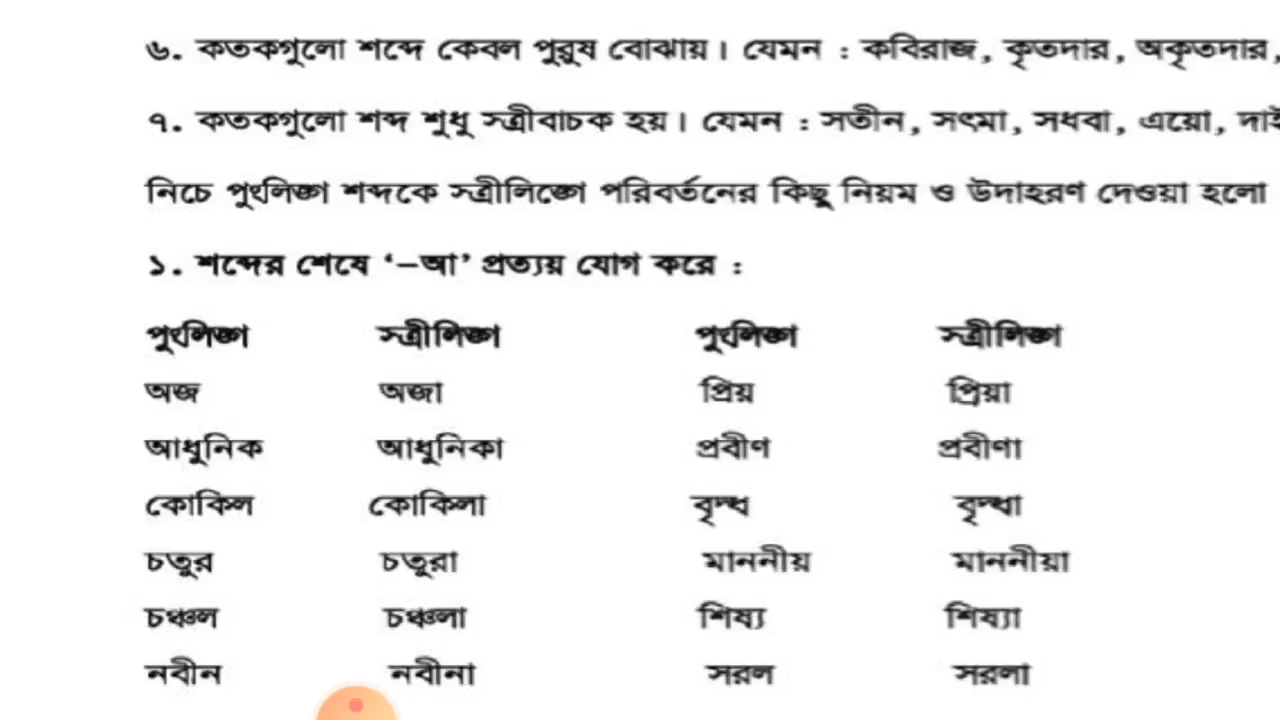 ৬. কতকগুলো শব্দে কেবল পুরুষ বোঝায়। যেমন : কবিরাজ, কৃতদার, অকৃতদার,
৭. কতকগুলো শব্দ শুধু স্ত্রীবাচক হয়। যেমন : সতীন, সৎমা, সধবা, এয়ো,
নিচে পুংলিঙ্গ শব্দকে স্ত্রীলিঙ্গে পরিবর্তনের কিছু নিয়ম ও উদাহরণ দেওয়া হলো
১. শব্দের শেষে ‘–আ’ প্রত্যয় যোগ করে :
পুংলিঙ্গ স্ত্রীলিঙ্গ পুংলিঙ্গ স্ত্রীলিঙ্গ
অজ অজা প্রিয় প্রিয়া
আধুনিক আধুনিকা প্রবীণ প্রবীণা
কোকিল কোকিলা বৃদ্ধ বৃদ্ধা
চতুর চতুরা মাননীয় মাননীয়া
চঞ্চল চঞ্চলা শিষ্য শিষ্যা
নবীন নবীনা সরল সরলা